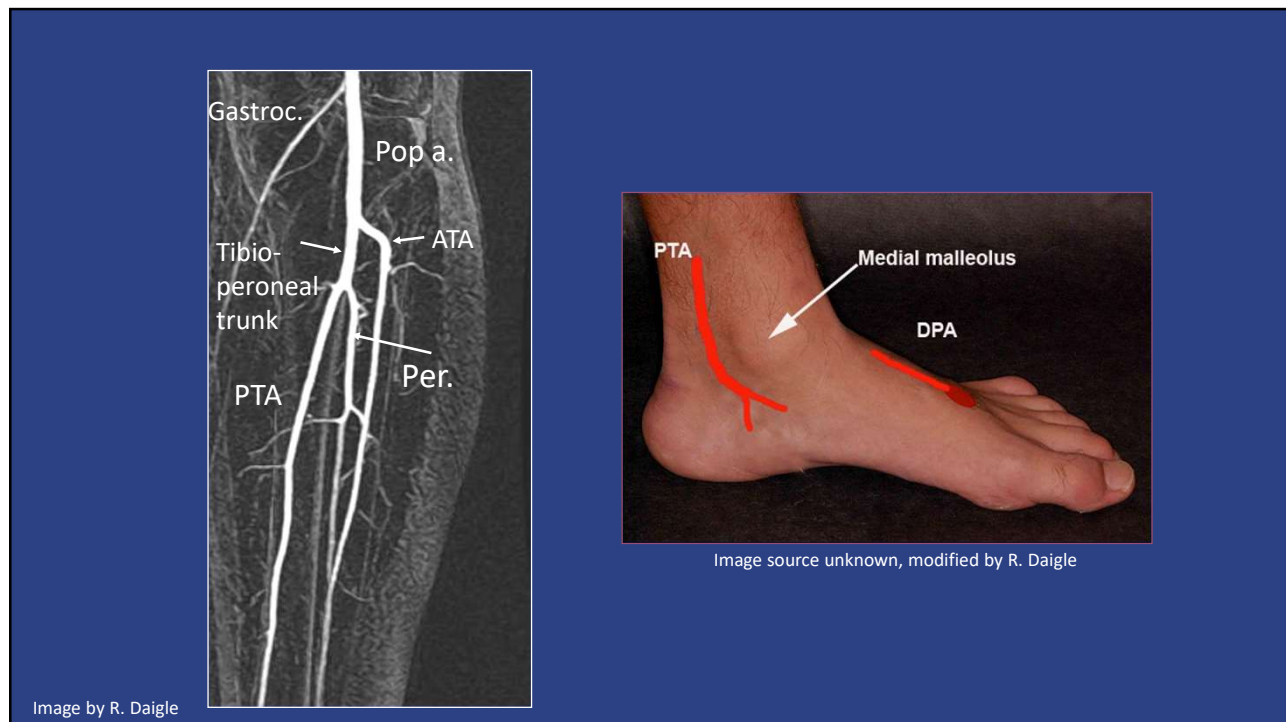 Gastroc.
Pop a.
ATA
Tibio-
peroneal
trunk
Per.
PTA
Image by R. Daigle
PTA
Medial malleolus
DPA
Image source unknown, modified by R. Daigle